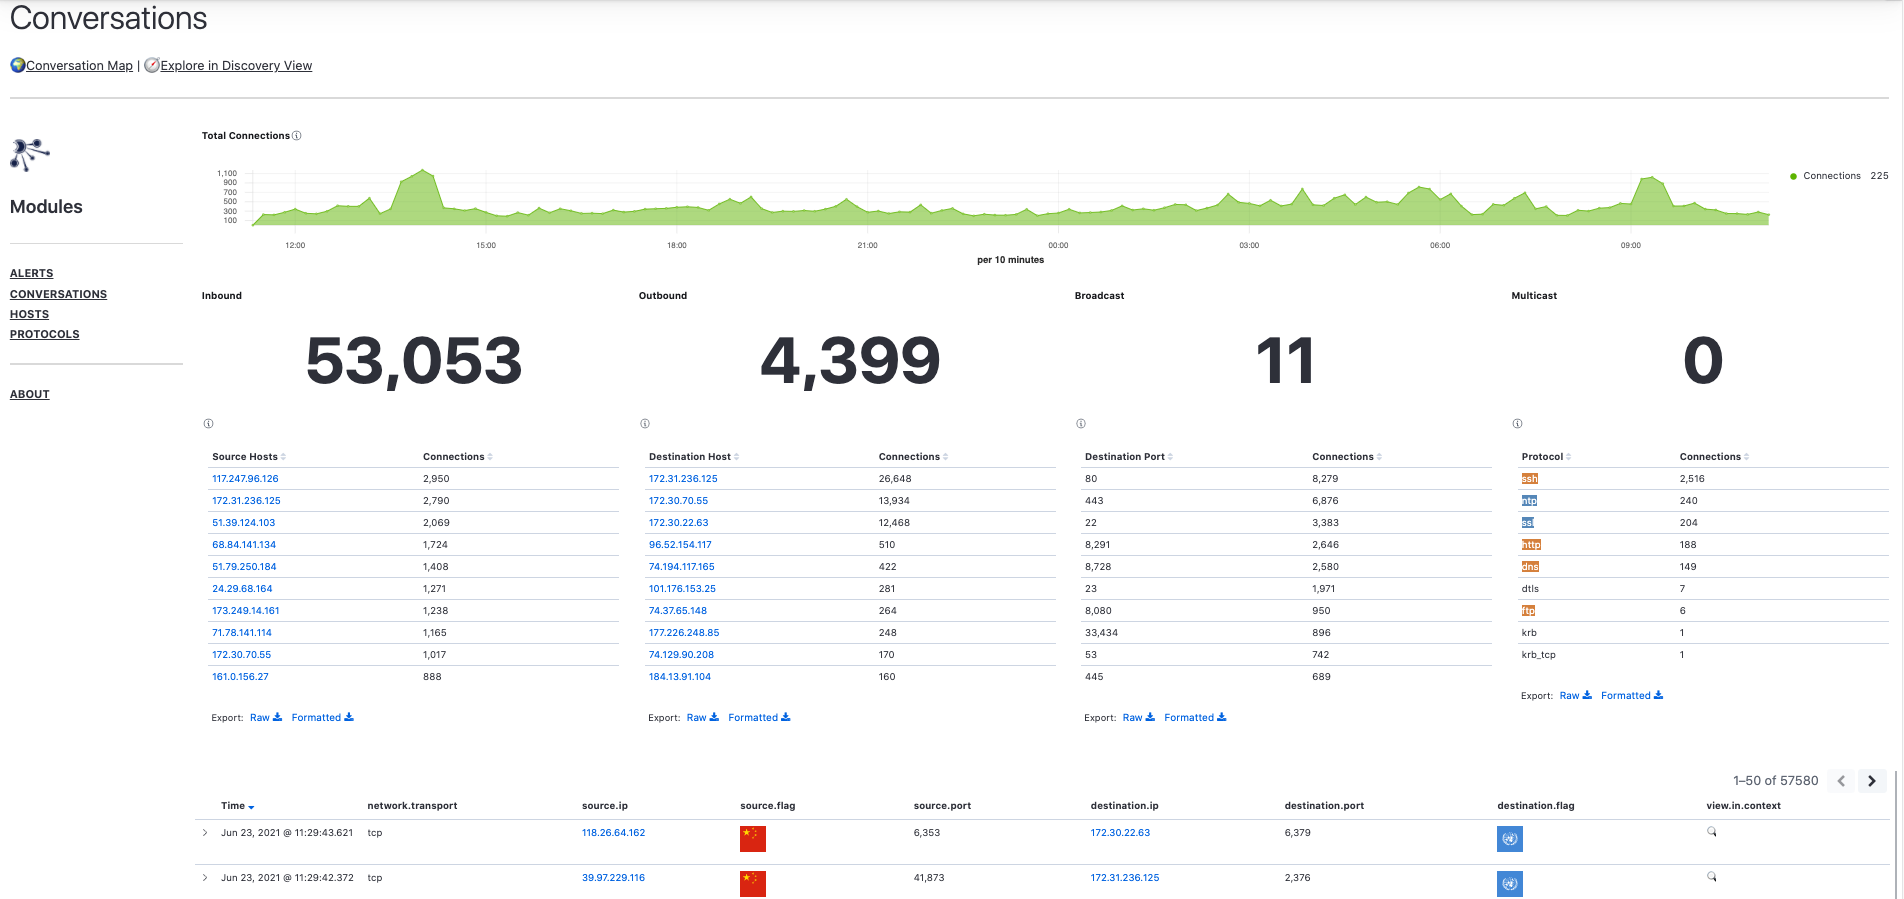 Conversations
Conversation Map | Explore in Discovery View
Modules
ALERTS
CONVERSATIONS
HOSTS
PROTOCOLS
ABOUT
Total Connections
1,100
900
700
500
300
100
12:00 15:00 18:00 21:00 00:00 03:00 06:00 09:00
per 10 minutes
Connections 225
Inbound Outbound Broadcast Multicast
53,053 4,399 11 0
Source Hosts Connections
117.247.96.126 2,950
172.31.236.125 2,790
51.39.124.103 2,069
68.84.141.134 1,724
51.79.250.184 1,408
24.29.68.164 1,271
173.249.14.161 1,238
71.78.141.114 1,165
172.30.70.55 1,017
161.0.156.27 888
Export: Raw Formatted
Destination Host Connections
172.31.236.125 26,648
172.30.70.55 13,934
172.30.22.63 12,468
96.52.154.117 510
74.194.117.165 422
101.176.153.25 281
74.37.65.148 264
177.226.248.85 248
74.129.90.208 170
184.13.91.104 160
Export: Raw Formatted
Destination Port Connections
80 8,279
443 6,876
22 3,383
8,291 2,646
8,728 2,580
23 1,971
8,080 950
33,434 896
53 742
445 689
Export: Raw Formatted
Protocol Connections
ssh 2,516
ntp 240
ssl 204
http 188
dns 149
dtls 7
ftp 6
krb 1
krb_tcp 1
Export: Raw Formatted
1–50 of 57580
Time network.transport source.ip source.flag source.port destination.ip destination.port destination.flag view.in.context
Jun 23, 2021 @ 11:29:43.621 tcp 118.26.64.162 6,353 172.30.22.63 6,379
Jun 23, 2021 @ 11:29:42.372 tcp 39.97.229.116 41,873 172.31.236.125 2,376